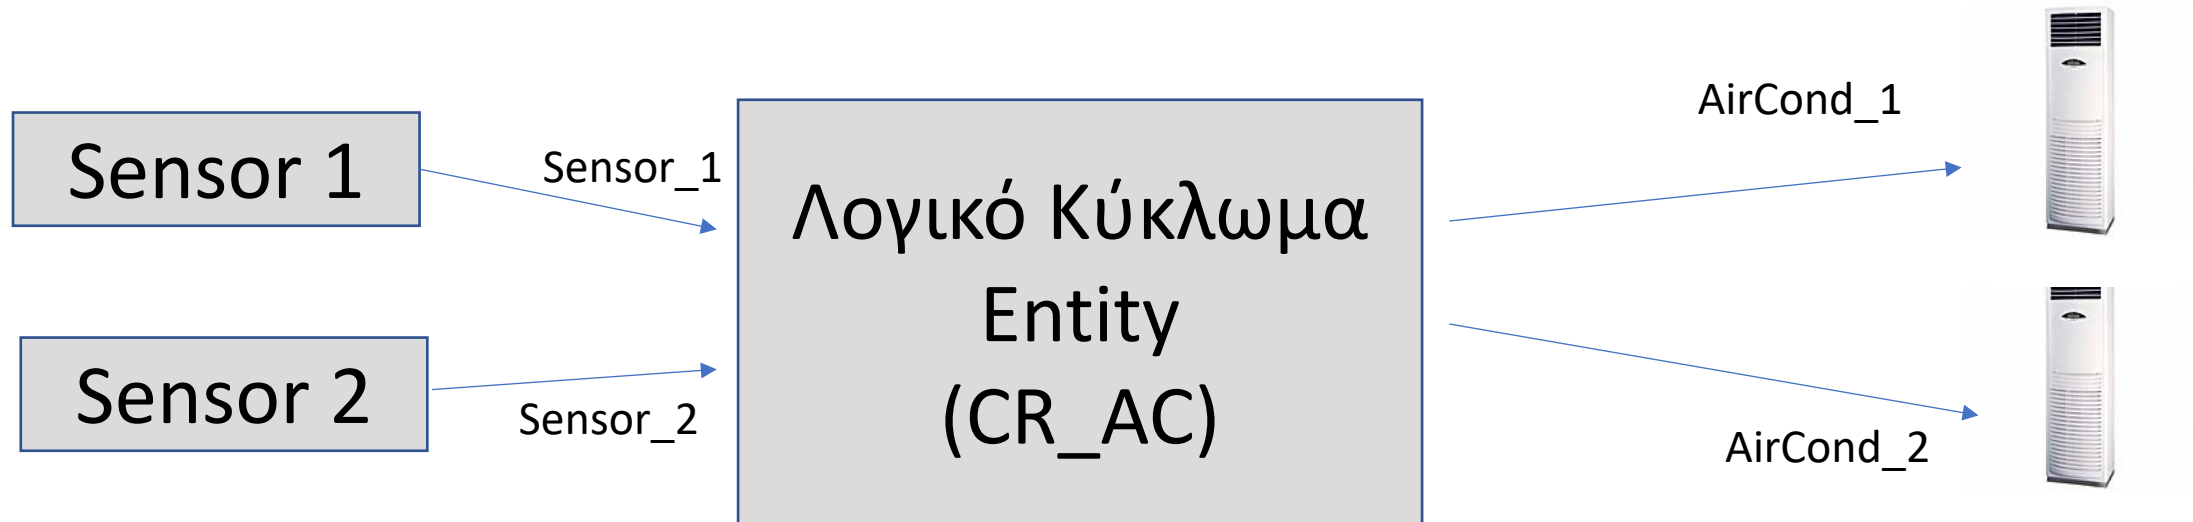 Sensor 1
Sensor_1
Sensor 2
Sensor_2
Λογικό Κύκλωμα
Entity
(CR_AC)
AirCond_1
AirCond_2